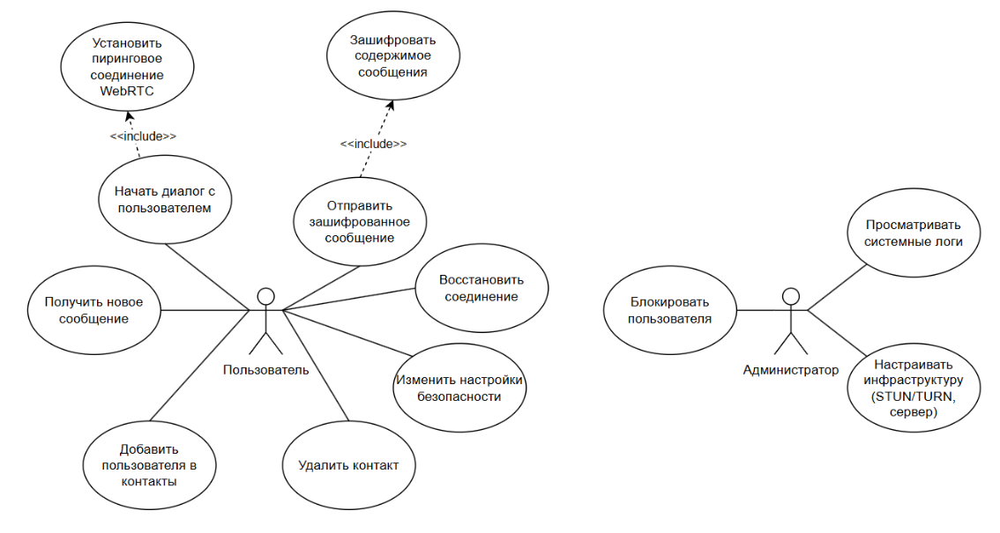 Установить
пиринговое
соединение
WebRTC
Зашифровать
содержимое
сообщения
<<include>>
<<include>>
Начать диалог с
пользователем
Отправить
зашифрованное
сообщение
Просматривать
системные логи
Получить новое
сообщение
Восстановить
соединение
Блокировать
пользователя
Пользователь
Изменить настройки
безопасности
Администратор
Настраивать
инфраструктуру
(STUN/TURN,
сервер)
Добавить
пользователя в
контакты
Удалить контакт